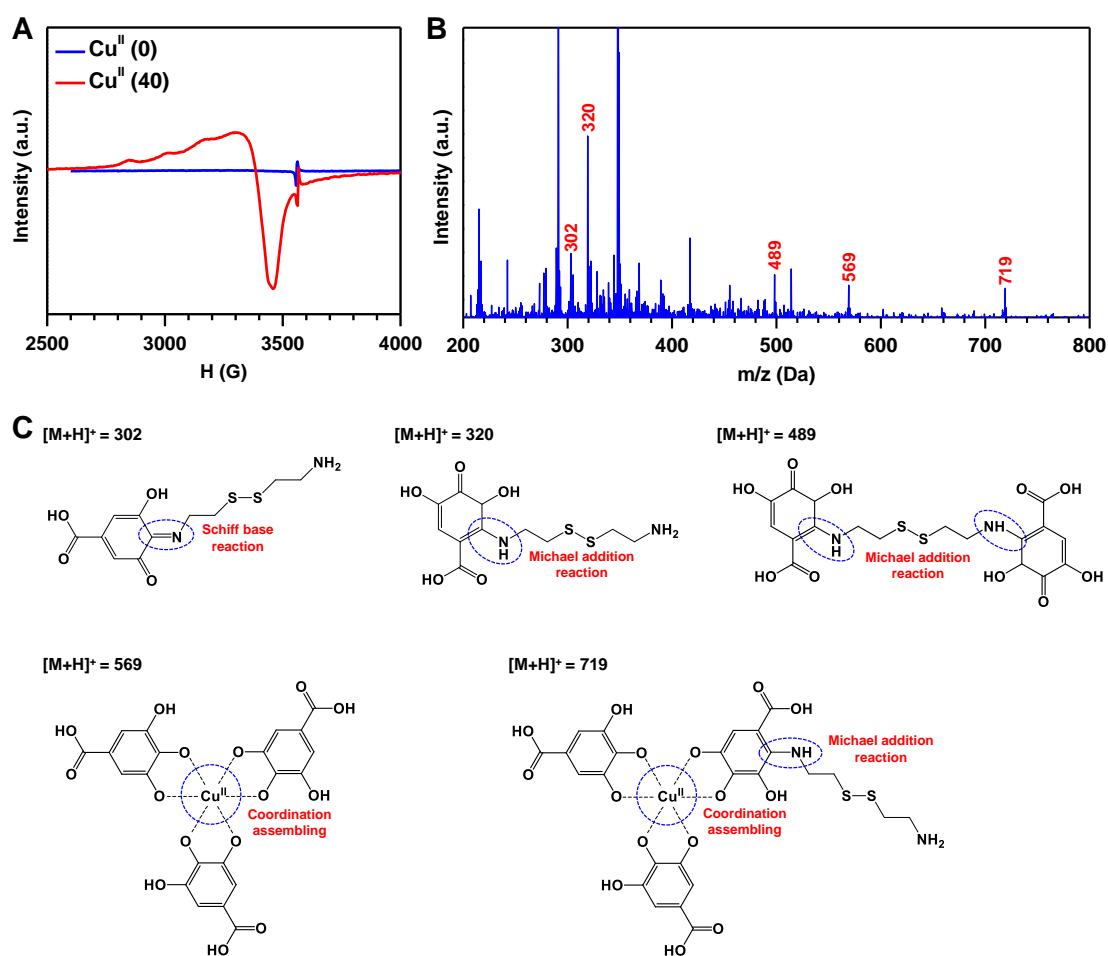 A
Cu^II (0)
Cu^II (40)
Intensity (a.u.)
2500 3000 3500 4000
H (G)
B
302
320
489
569
719
Intensity (a.u.)
200 300 400 500 600 700 800
m/z (Da)
C
[M+H]+ = 302
NH2
OH
S S
HO
N
O
O
Schiff base
reaction
[M+H]+ = 320
O
HO
OH
S S
NH2
N
H
HO
O
Michael addition
reaction
[M+H]+ = 489
O
HO
OH
N
H
HO
O
S S
NH
O
OH
HO
O
OH
Michael addition
reaction
[M+H]+ = 569
O
HO
OH
O
O
O
OH
O
O
OH
Cu^II
Coordination
assembling
O
O
HO
O
HO
[M+H]+ = 719
O
HO
OH
O
O
O
OH
O
O
NH
OH
Michael addition
reaction
Cu^II
Coordination
assembling
S S
NH2
O
O
HO
O
HO